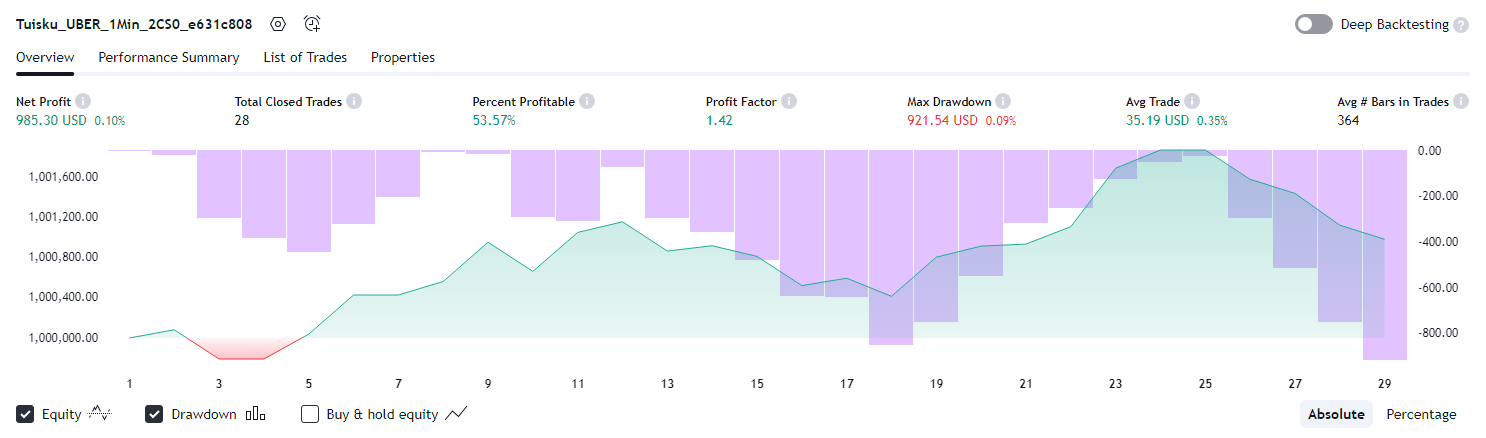 Tuisku_UBER_1Min_2CS0_e631c808 Deep Backtesting ?
Overview Performance Summary List of Trades Properties
Net Profit i Total Closed Trades i Percent Profitable i Profit Factor i Max Drawdown i Avg Trade i Avg # Bars in Trades i
985.30 USD 0.10% 28 53.57% 1.42 921.54 USD 0.09% 35.19 USD 0.35% 364
0.00
1,001,600.00
-200.00
1,001,200.00
-400.00
1,000,800.00
-600.00
1,000,400.00
-800.00
1,000,000.00
1 3 5 7 9 11 13 15 17 19 21 23 25 27 29
Equity Drawdown Buy & hold equity Absolute Percentage